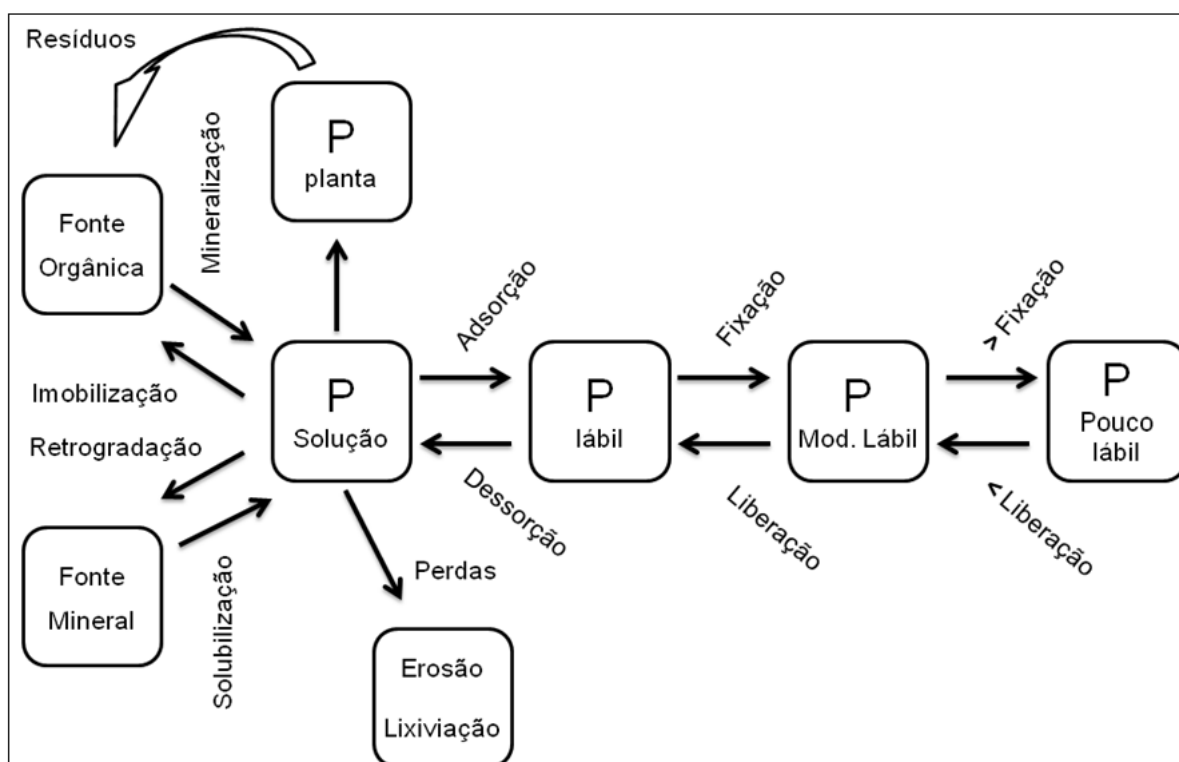 Resíduos
Mineralização
P
planta
Fonte
Orgânica
Imobilização
Retrogradação
Fonte
Mineral
Solubilização
P
Solução
Adsorção
Dessorção
P
lábil
Fixação
Liberação
P
Mod. Lábil
> Fixação
< Liberação
P
Pouco
lábil
Perdas
Erosão
Lixiviação